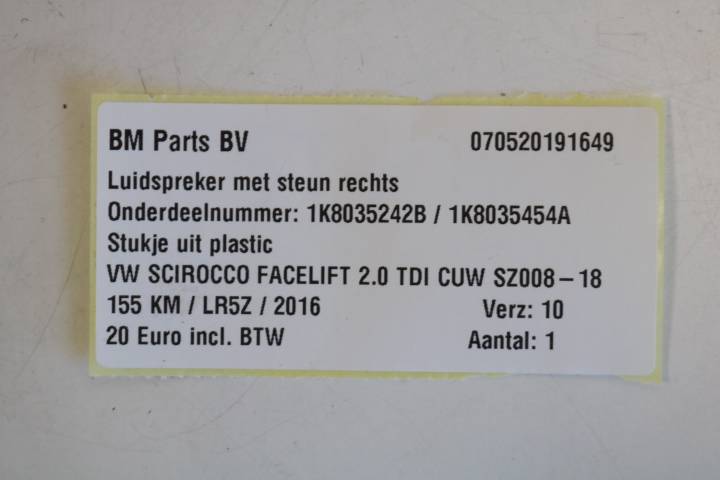 BM Parts BV 070520191649
Luidspreker met steun rechts
Onderdeelnummer: 1K8035242B / 1K8035454A
Stukje uit plastic
VW SCIROCCO FACELIFT 2.0 TDI CUW SZ008 – 18
155 KM / LR5Z / 2016 Verz: 10
20 Euro incl. BTW Aantal: 1